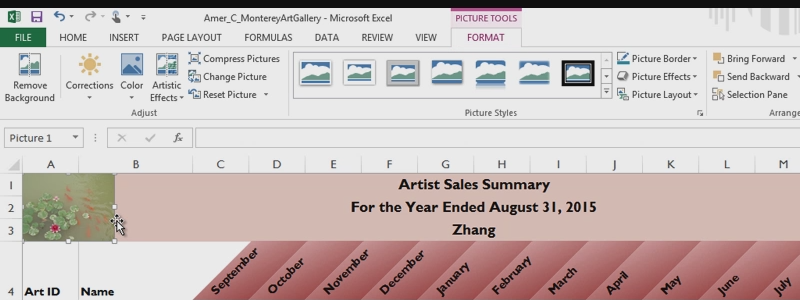 Amer_C_MontereyArtGallery - Microsoft Excel
PICTURE TOOLS
FILE HOME INSERT PAGE LAYOUT FORMULAS DATA REVIEW VIEW FORMAT
Remove Background
Corrections
Color
Artistic Effects
Compress Pictures
Change Picture
Reset Picture
Adjust
Picture Styles
Picture Border
Picture Effects
Picture Layout
Bring Forward
Send Backward
Selection Pane
Arrange
Picture 1
fx
A B C D E F G H I J K L M
1 Artist Sales Summary
2 For the Year Ended August 31, 2015
3 Zhang
4 Art ID Name September October November December January February March April May June July